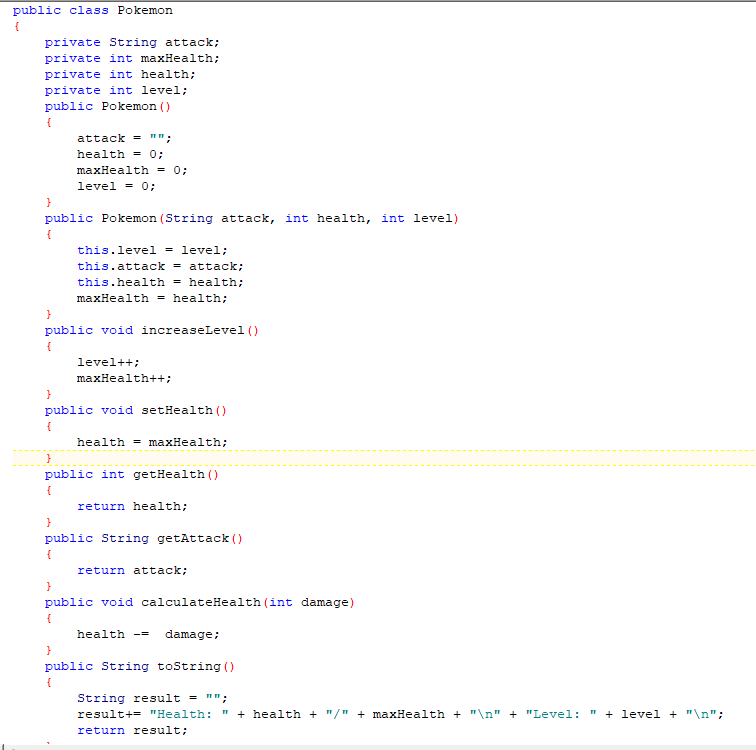 public class Pokemon
{
    private String attack;
    private int maxHealth;
    private int health;
    private int level;
    public Pokemon()
    {
        attack = "";
        health = 0;
        maxHealth = 0;
        level = 0;
    }
    public Pokemon(String attack, int health, int level)
    {
        this.level = level;
        this.attack = attack;
        this.health = health;
        maxHealth = health;
    }
    public void increaseLevel()
    {
        level++;
        maxHealth++;
    }
    public void setHealth()
    {
        health = maxHealth;
    }
    public int getHealth()
    {
        return health;
    }
    public String getAttack()
    {
        return attack;
    }
    public void calculateHealth(int damage)
    {
        health -=  damage;
    }
    public String toString()
    {
        String result = "";
        result+= "Health: " + health + "/" + maxHealth + "\n" + "Level: " + level + "\n";
        return result;
    }